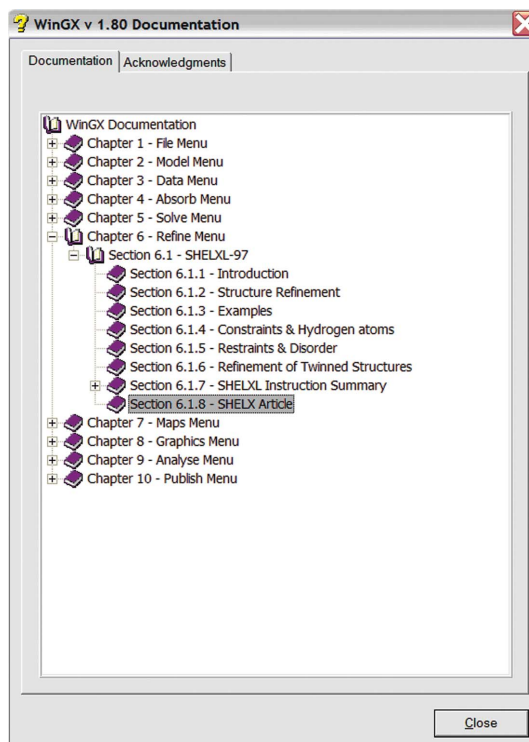 WinGX v 1.80 Documentation
Documentation
Acknowledgments
WinGX Documentation
Chapter 1 - File Menu
Chapter 2 - Model Menu
Chapter 3 - Data Menu
Chapter 4 - Absorb Menu
Chapter 5 - Solve Menu
Chapter 6 - Refine Menu
Section 6.1 - SHELXL-97
Section 6.1.1 - Introduction
Section 6.1.2 - Structure Refinement
Section 6.1.3 - Examples
Section 6.1.4 - Constraints & Hydrogen atoms
Section 6.1.5 - Restraints & Disorder
Section 6.1.6 - Refinement of Twinned Structures
Section 6.1.7 - SHELXL Instruction Summary
Section 6.1.8 - SHELX Article
Chapter 7 - Maps Menu
Chapter 8 - Graphics Menu
Chapter 9 - Analyse Menu
Chapter 10 - Publish Menu
Close